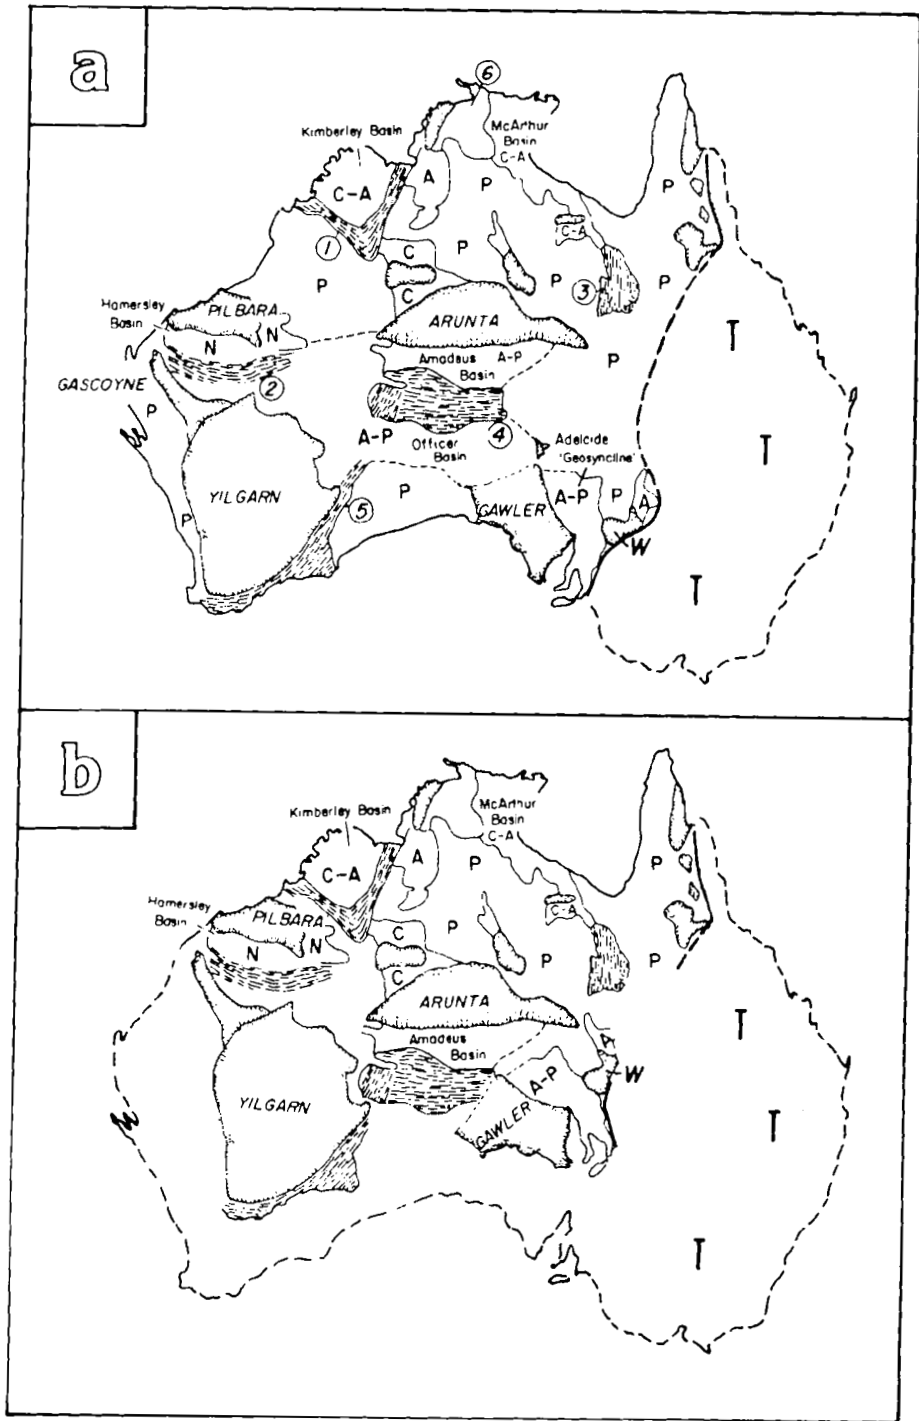 a
6
Kimberley Basin
McArthur
Basin
C-A
C-A
A
P
P
1
C
P
C-A
P
P
3
Hamersley
Basin
PILBARA
P
C
ARUNTA
T
N
N
Amadeus A-P
Basin
P
GASCOYNE
2
P
4
A-P
Officer
Basin
Adelaide
'Geosyncline'
T
YILGARN
P
5
GAWLER
A-P
P
A
P
W
T
b
Kimberley Basin
McArthur
Basin
C-A
C-A
A
P
P
Hamersley
Basin
PILBARA
C-A
N
N
C
P
P
P
C
ARUNTA
T
Amadeus
Basin
A
YILGARN
A-P
W
GAWLER
T
T